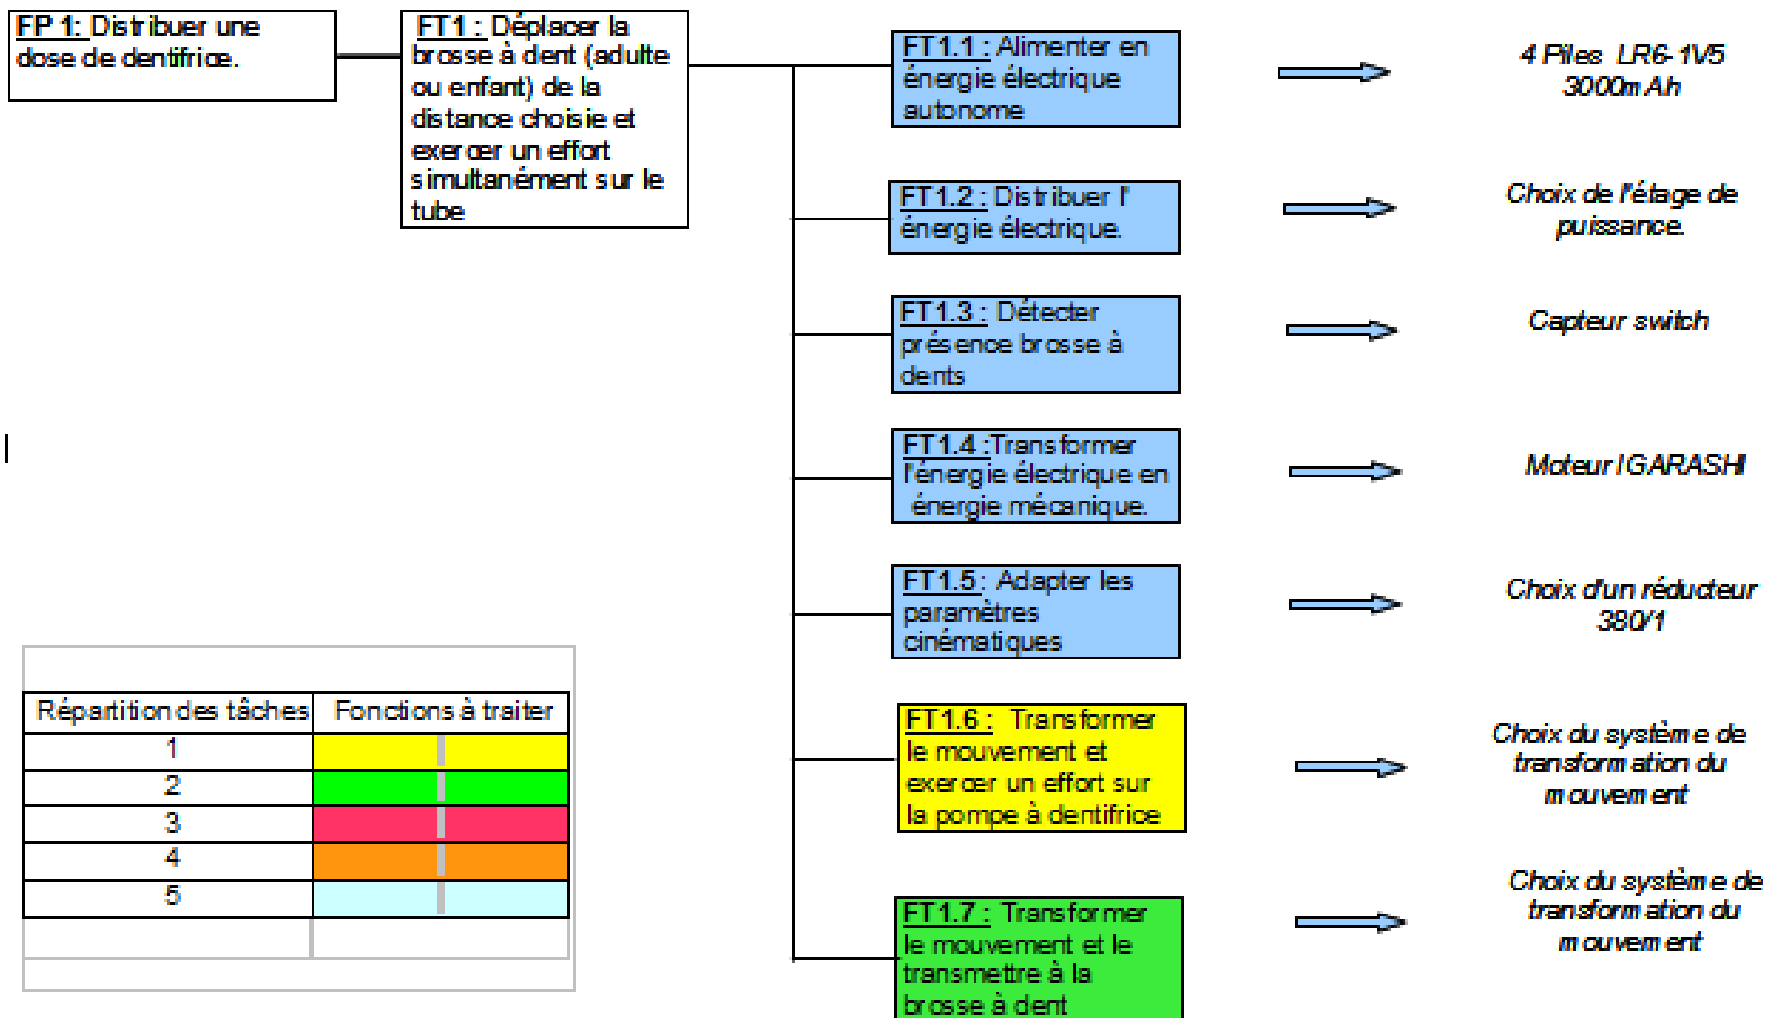 FP 1: Distribuer une
dose de dentifrice.
FT1 : Déplacer la
brosse à dent (adulte
ou enfant) de la
distance choisie et
exercer un effort
simultanément sur le
tube
FT1.1 : Alimenter en
énergie électrique
autonome
4 Piles LR6-1V5
3000mAh
FT1.2 : Distribuer l'
énergie électrique.
Choix de l'étage de
puissance.
FT1.3 : Détecter
présence brosse à
dents
Capteur switch
FT1.4 :Transformer
l'énergie électrique en
énergie mécanique.
Moteur IGARASHI
FT1.5 : Adapter les
paramètres
cinématiques
Choix d'un réducteur
380/1
FT1.6 : Transformer
le mouvement et
exercer un effort sur
la pompe à dentifrice
Choix du système de
transformation du
mouvement
FT1.7 : Transformer
le mouvement et le
transmettre à la
brosse à dent
Choix du système de
transformation du
mouvement
Répartition des tâches Fonctions à traiter
1
2
3
4
5